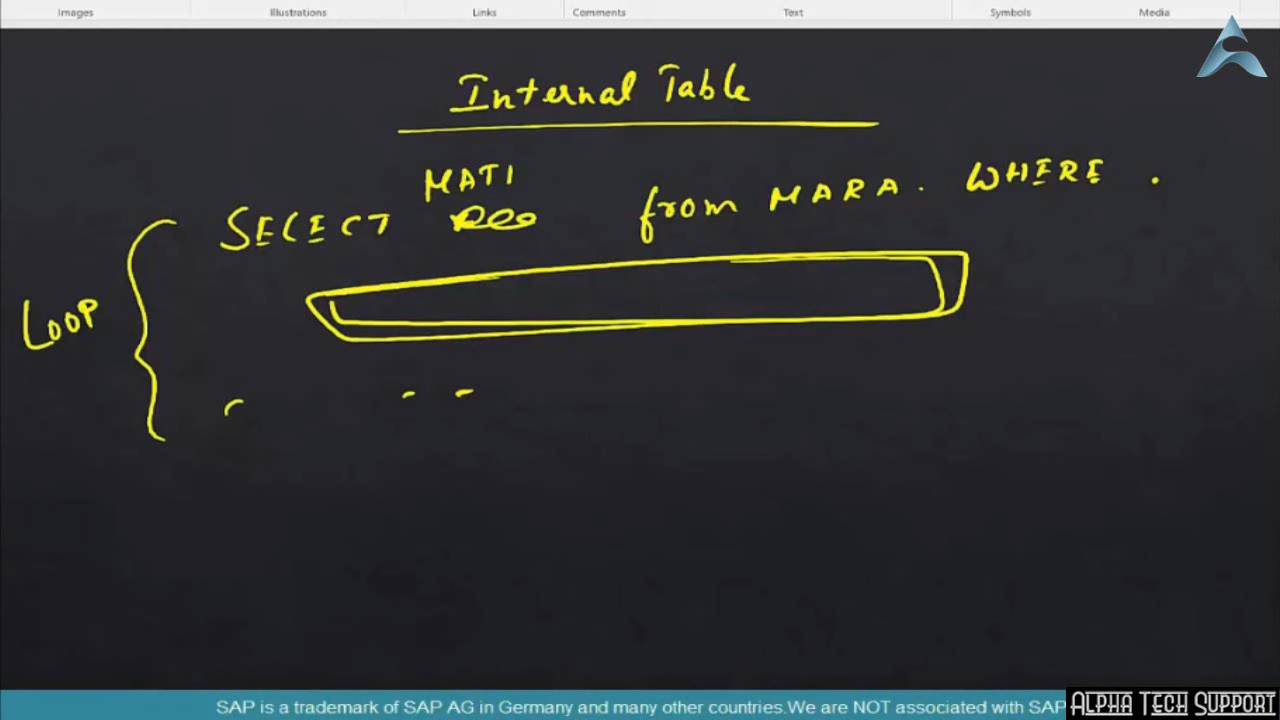 Images Illustrations Links Comments Text Symbols Media
Internal Table
MAT1
SELECT from MARA. WHERE .
LOOP
SAP is a trademark of SAP AG in Germany and many other countries.We are NOT associated with SAP
ALPHA TECH SUPPORT